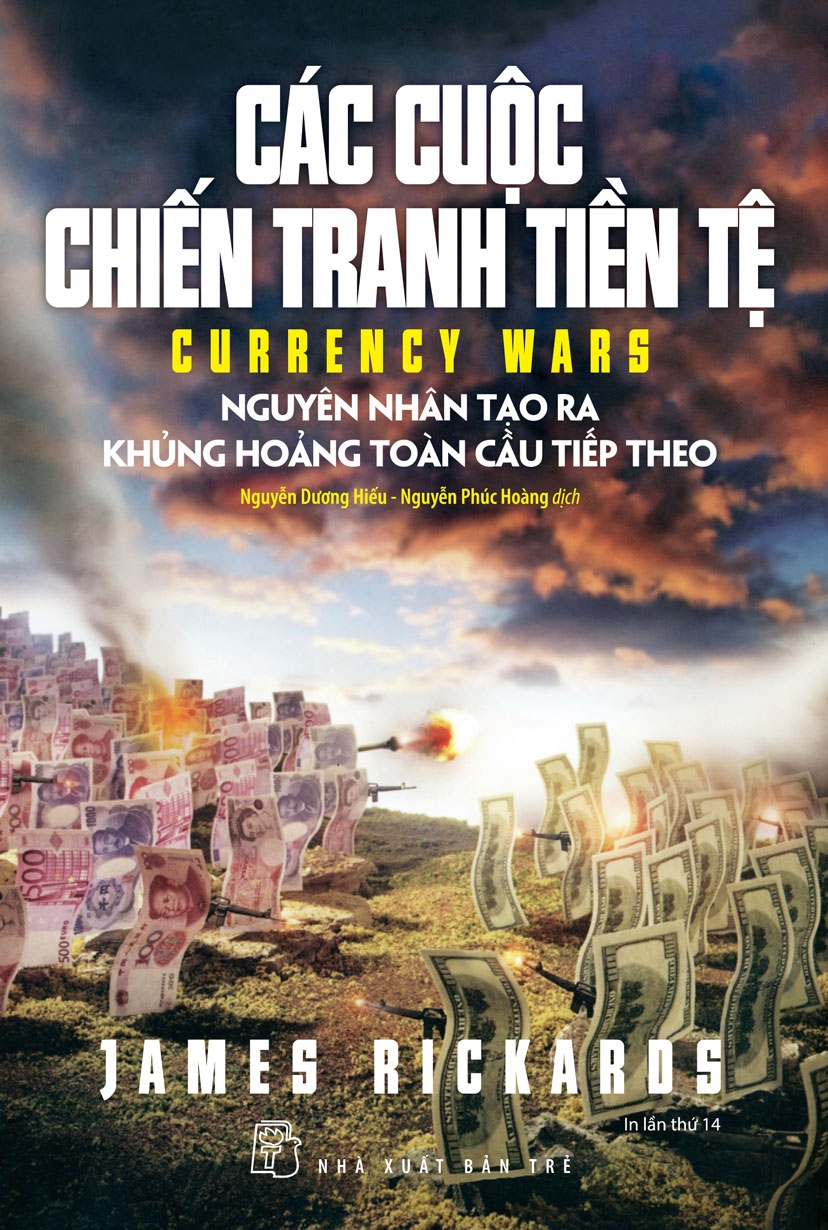 CÁC CUỘC
CHIẾN TRANH TIỀN TỆ
CURRENCY WARS
NGUYÊN NHÂN TẠO RA
KHỦNG HOẢNG TOÀN CẦU TIẾP THEO
Nguyễn Dương Hiếu - Nguyễn Phúc Hoàng dịch
JAMES RICKARDS
In lần thứ 14
NHÀ XUẤT BẢN TRẺ